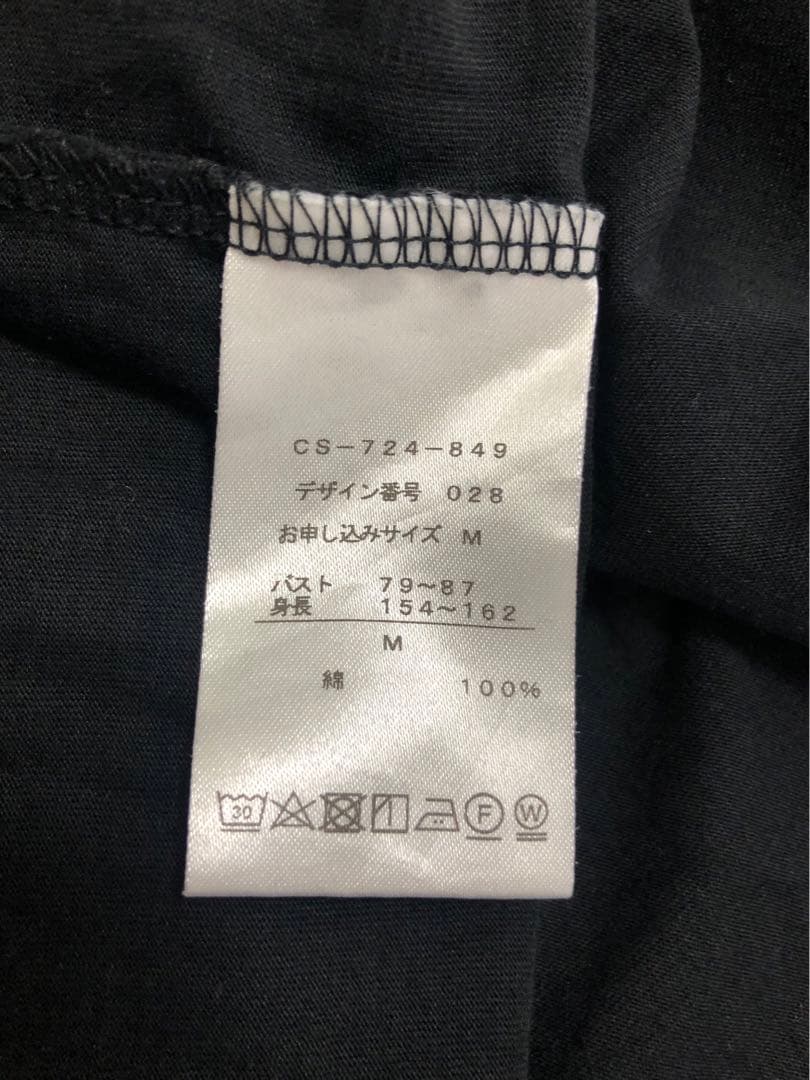 CS-724-849
デザイン番号 028
お申し込みサイズ M
バスト 79~87
身長 154~162
M
綿 100%
30 F W